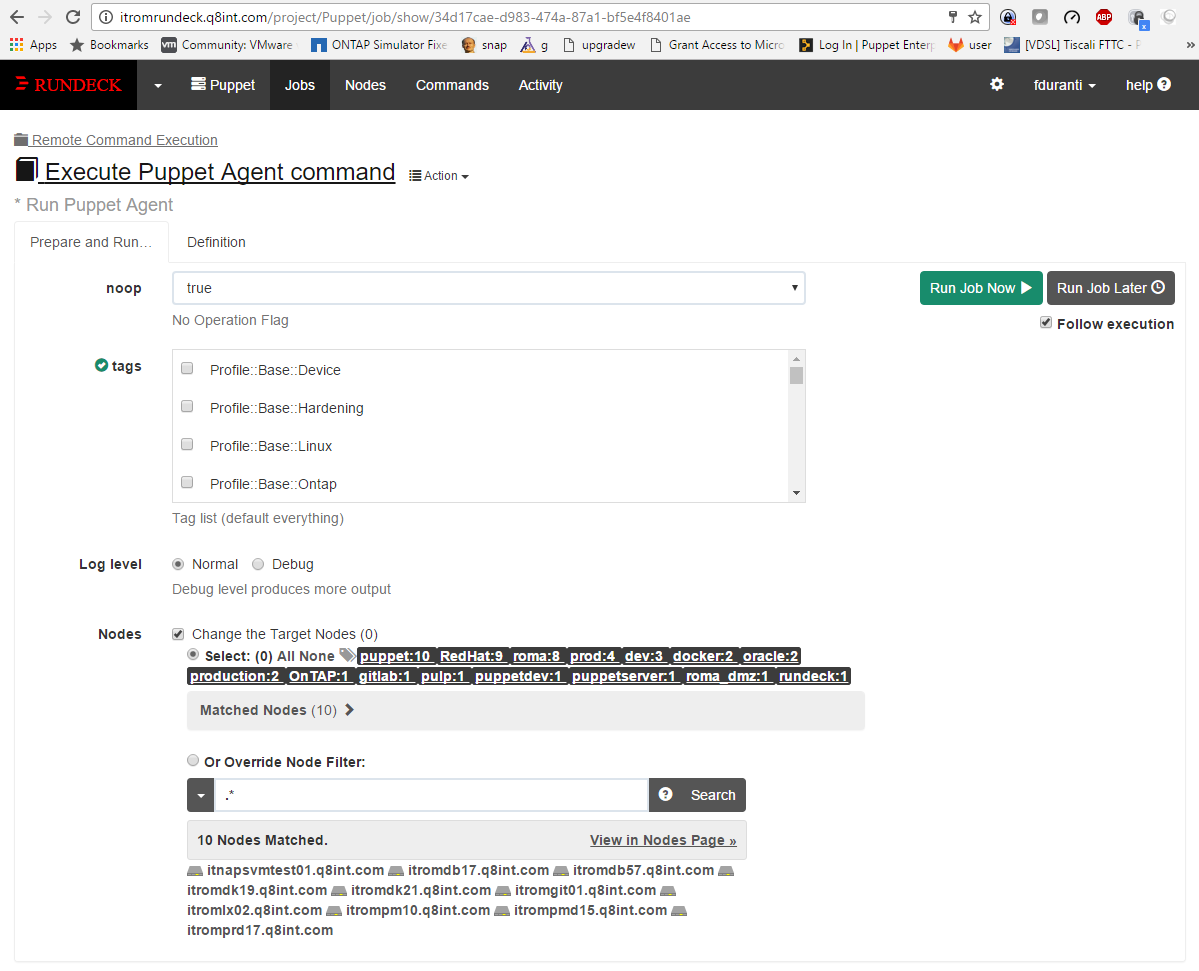 itromrundeck.q8int.com/project/Puppet/job/show/34d17cae-d983-474a-87a1-bf5e4f8401ae
ABP
x
Apps Bookmarks vm Community: VMware ONTAP Simulator Fixe snap g upgradew Grant Access to Micro Log In | Puppet Enterp user [VDSL] Tiscali FTTC - F »
RUNDECK Puppet Jobs Nodes Commands Activity fduranti help ?
Remote Command Execution
Execute Puppet Agent command Action
* Run Puppet Agent
Prepare and Run… Definition
noop true Run Job Now Run Job Later
No Operation Flag
Follow execution
tags Profile::Base::Device
Profile::Base::Hardening
Profile::Base::Linux
Profile::Base::Ontap
Tag list (default everything)
Log level Normal Debug
Debug level produces more output
Nodes Change the Target Nodes (0)
Select: (0) All None puppet:10 RedHat:9 roma:8 prod:4 dev:3 docker:2 oracle:2
production:2 OnTAP:1 gitlab:1 pulp:1 puppetdev:1 puppetserver:1 roma_dmz:1 rundeck:1
Matched Nodes (10)
Or Override Node Filter:
.* ? Search
10 Nodes Matched. View in Nodes Page »
itnapsvmtest01.q8int.com itromdb17.q8int.com itromdb57.q8int.com
itromdk19.q8int.com itromdk21.q8int.com itromgit01.q8int.com
itromlx02.q8int.com itrompm10.q8int.com itrompmd15.q8int.com
itromprd17.q8int.com